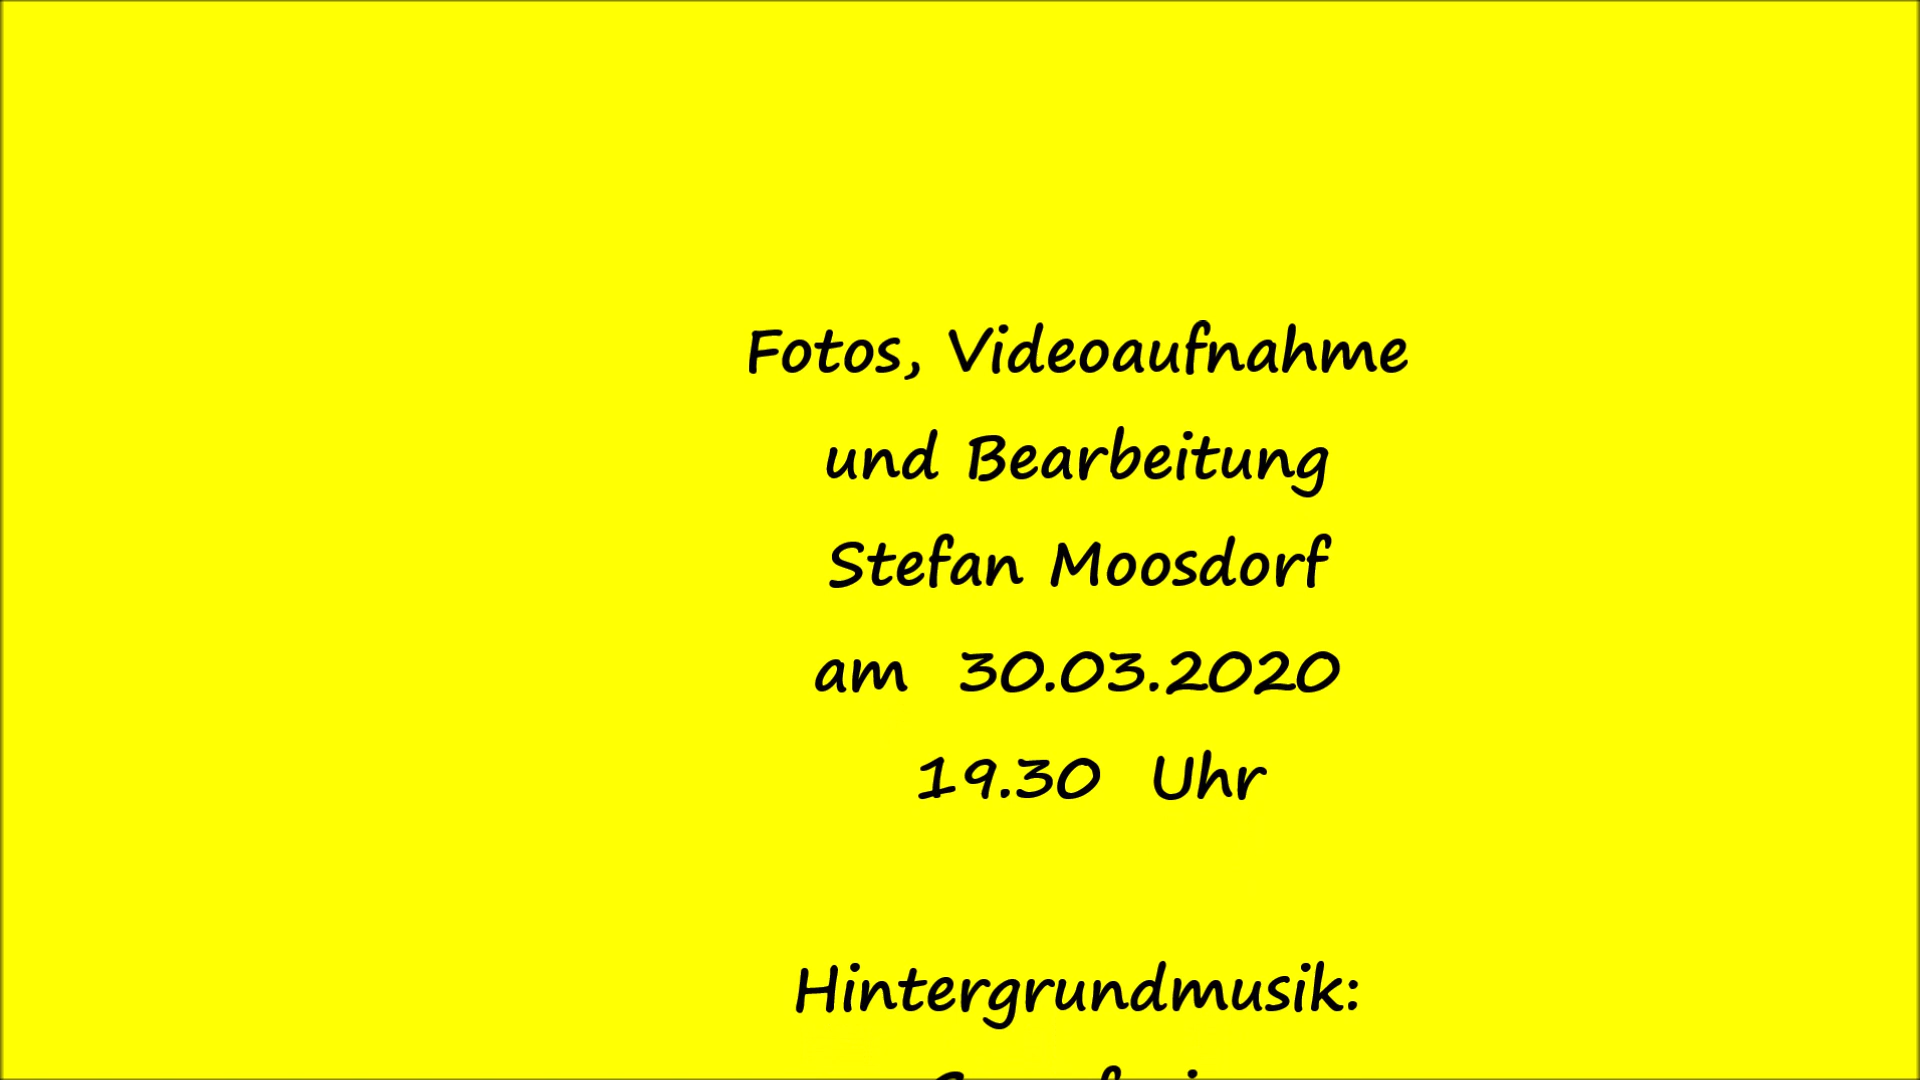 Fotos, Videoaufnahme
und Bearbeitung
Stefan Moosdorf
am 30.03.2020
19.30 Uhr
Hintergrundmusik: